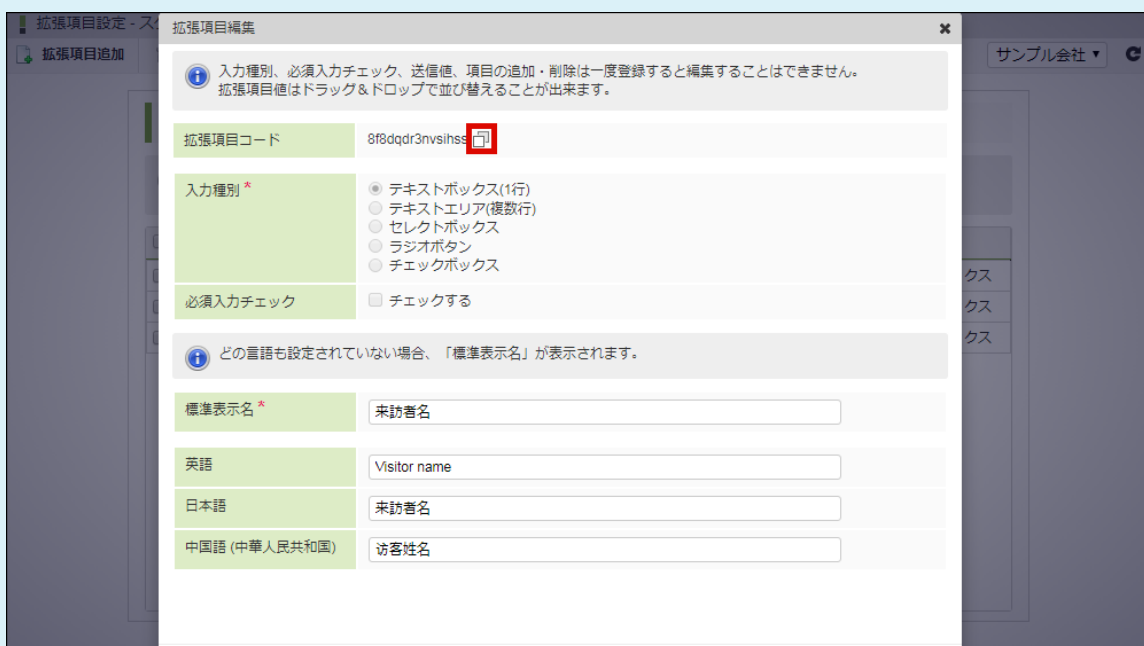 拡張項目設定 - ス
拡張項目編集
拡張項目追加
サンプル会社
入力種別、必須入力チェック、送信値、項目の追加・削除は一度登録すると編集することはできません。
拡張項目値はドラッグ＆ドロップで並び替えることが出来ます。
拡張項目コード
8f8dqdr3nvsihss
入力種別*
テキストボックス(1行)
テキストエリア(複数行)
セレクトボックス
ラジオボタン
チェックボックス
クス
必須入力チェック
チェックする
クス
クス
どの言語も設定されていない場合、「標準表示名」が表示されます。
標準表示名*
来訪者名
英語
Visitor name
日本語
来訪者名
中国語 (中華人民共和国)
访客姓名